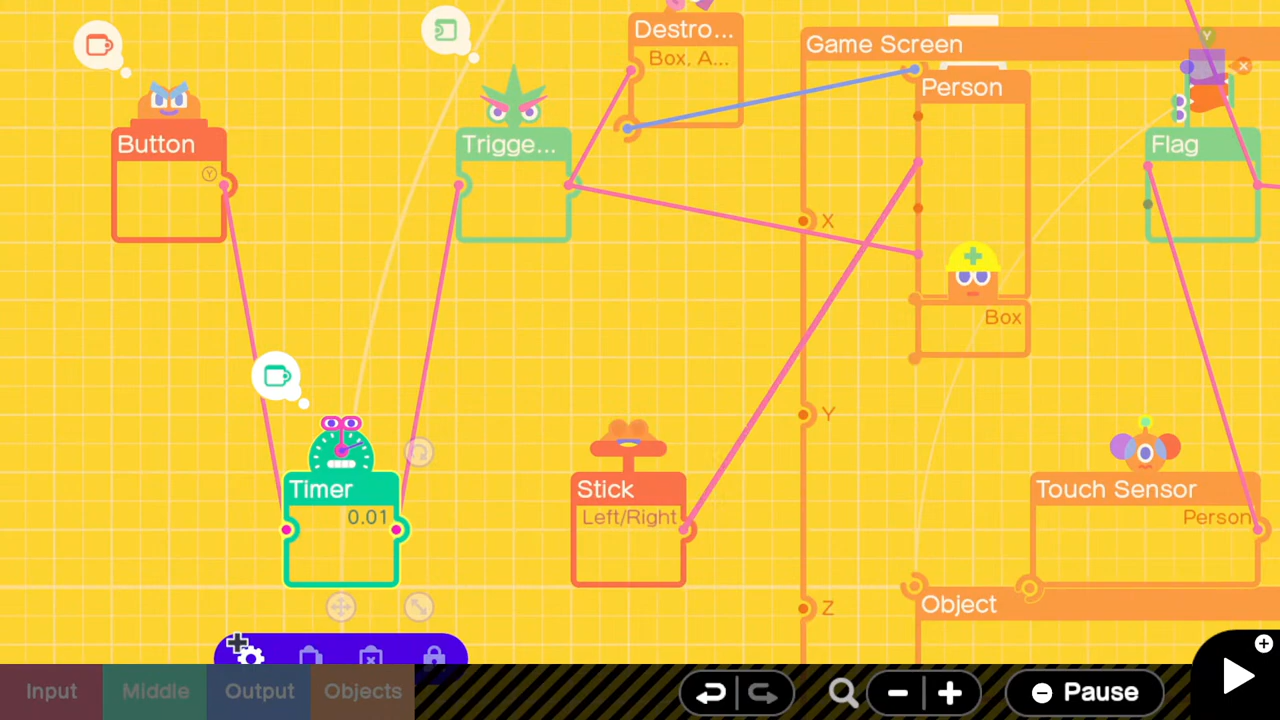 Destro...
Box, A...
Game Screen
Person
Y
Button
Y
Trigge...
Flag
X
Box
Y
Timer
0.01
Stick
Left/Right
Touch Sensor
Person
Z
Object
Input
Middle
Output
Objects
Pause